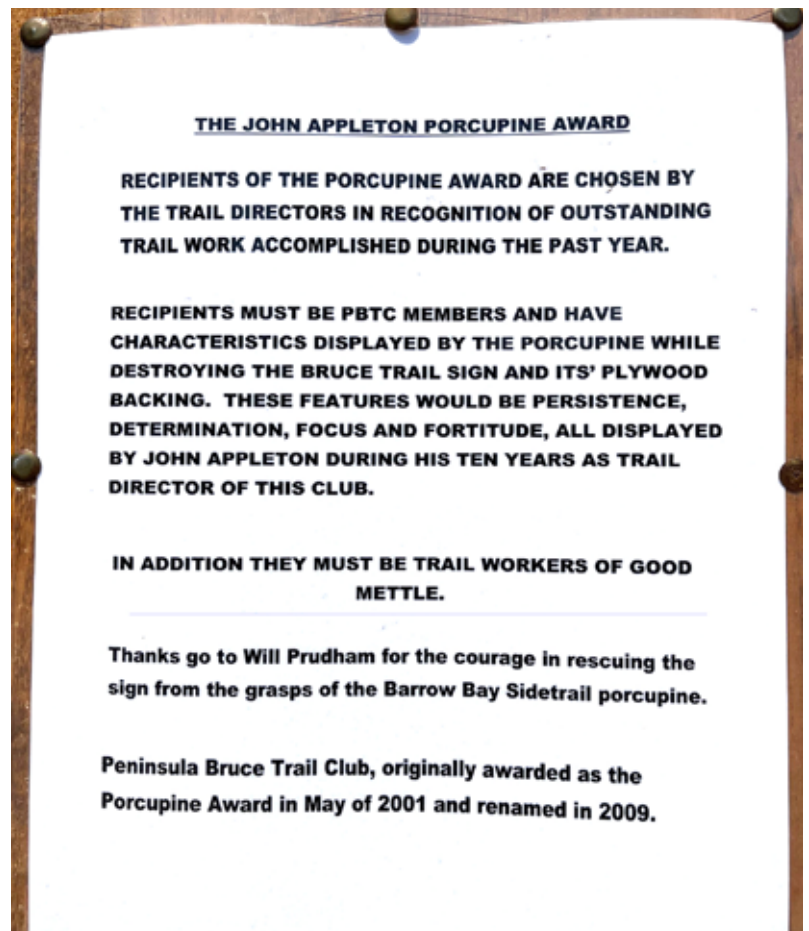 THE JOHN APPLETON PORCUPINE AWARD
RECIPIENTS OF THE PORCUPINE AWARD ARE CHOSEN BY
THE TRAIL DIRECTORS IN RECOGNITION OF OUTSTANDING
TRAIL WORK ACCOMPLISHED DURING THE PAST YEAR.
RECIPIENTS MUST BE PBTC MEMBERS AND HAVE
CHARACTERISTICS DISPLAYED BY THE PORCUPINE WHILE
DESTROYING THE BRUCE TRAIL SIGN AND ITS' PLYWOOD
BACKING. THESE FEATURES WOULD BE PERSISTENCE,
DETERMINATION, FOCUS AND FORTITUDE, ALL DISPLAYED
BY JOHN APPLETON DURING HIS TEN YEARS AS TRAIL
DIRECTOR OF THIS CLUB.
IN ADDITION THEY MUST BE TRAIL WORKERS OF GOOD
METTLE.
Thanks go to Will Prudham for the courage in rescuing the
sign from the grasps of the Barrow Bay Sidetrail porcupine.
Peninsula Bruce Trail Club, originally awarded as the
Porcupine Award in May of 2001 and renamed in 2009.